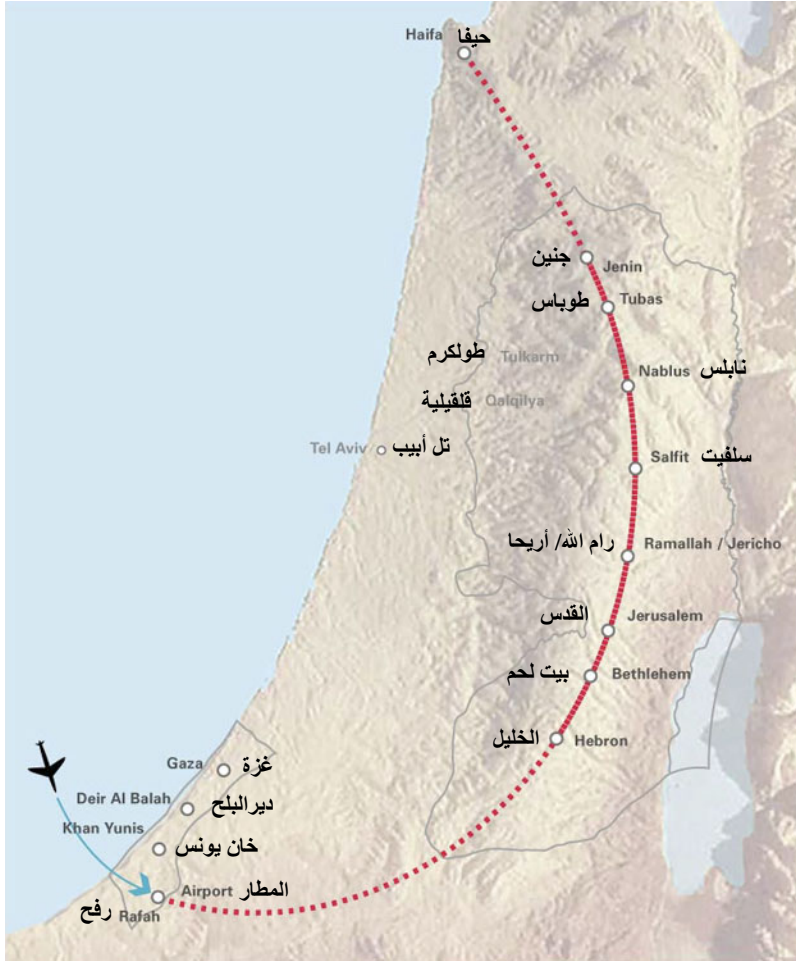 Haifa حيفا
جنين Jenin
طوباس Tubas
طولكرم Tulkarm
Nablus نابلس
قلقيلية Qalqilya
Tel Aviv تل أبيب
Salfit سلفيت
رام الله/ أريحا Ramallah / Jericho
القدس Jerusalem
بيت لحم Bethlehem
الخليل Hebron
Gaza غزة
Deir Al Balah ديرالبلح
Khan Yunis خان يونس
Airport المطار
رفح Rafah